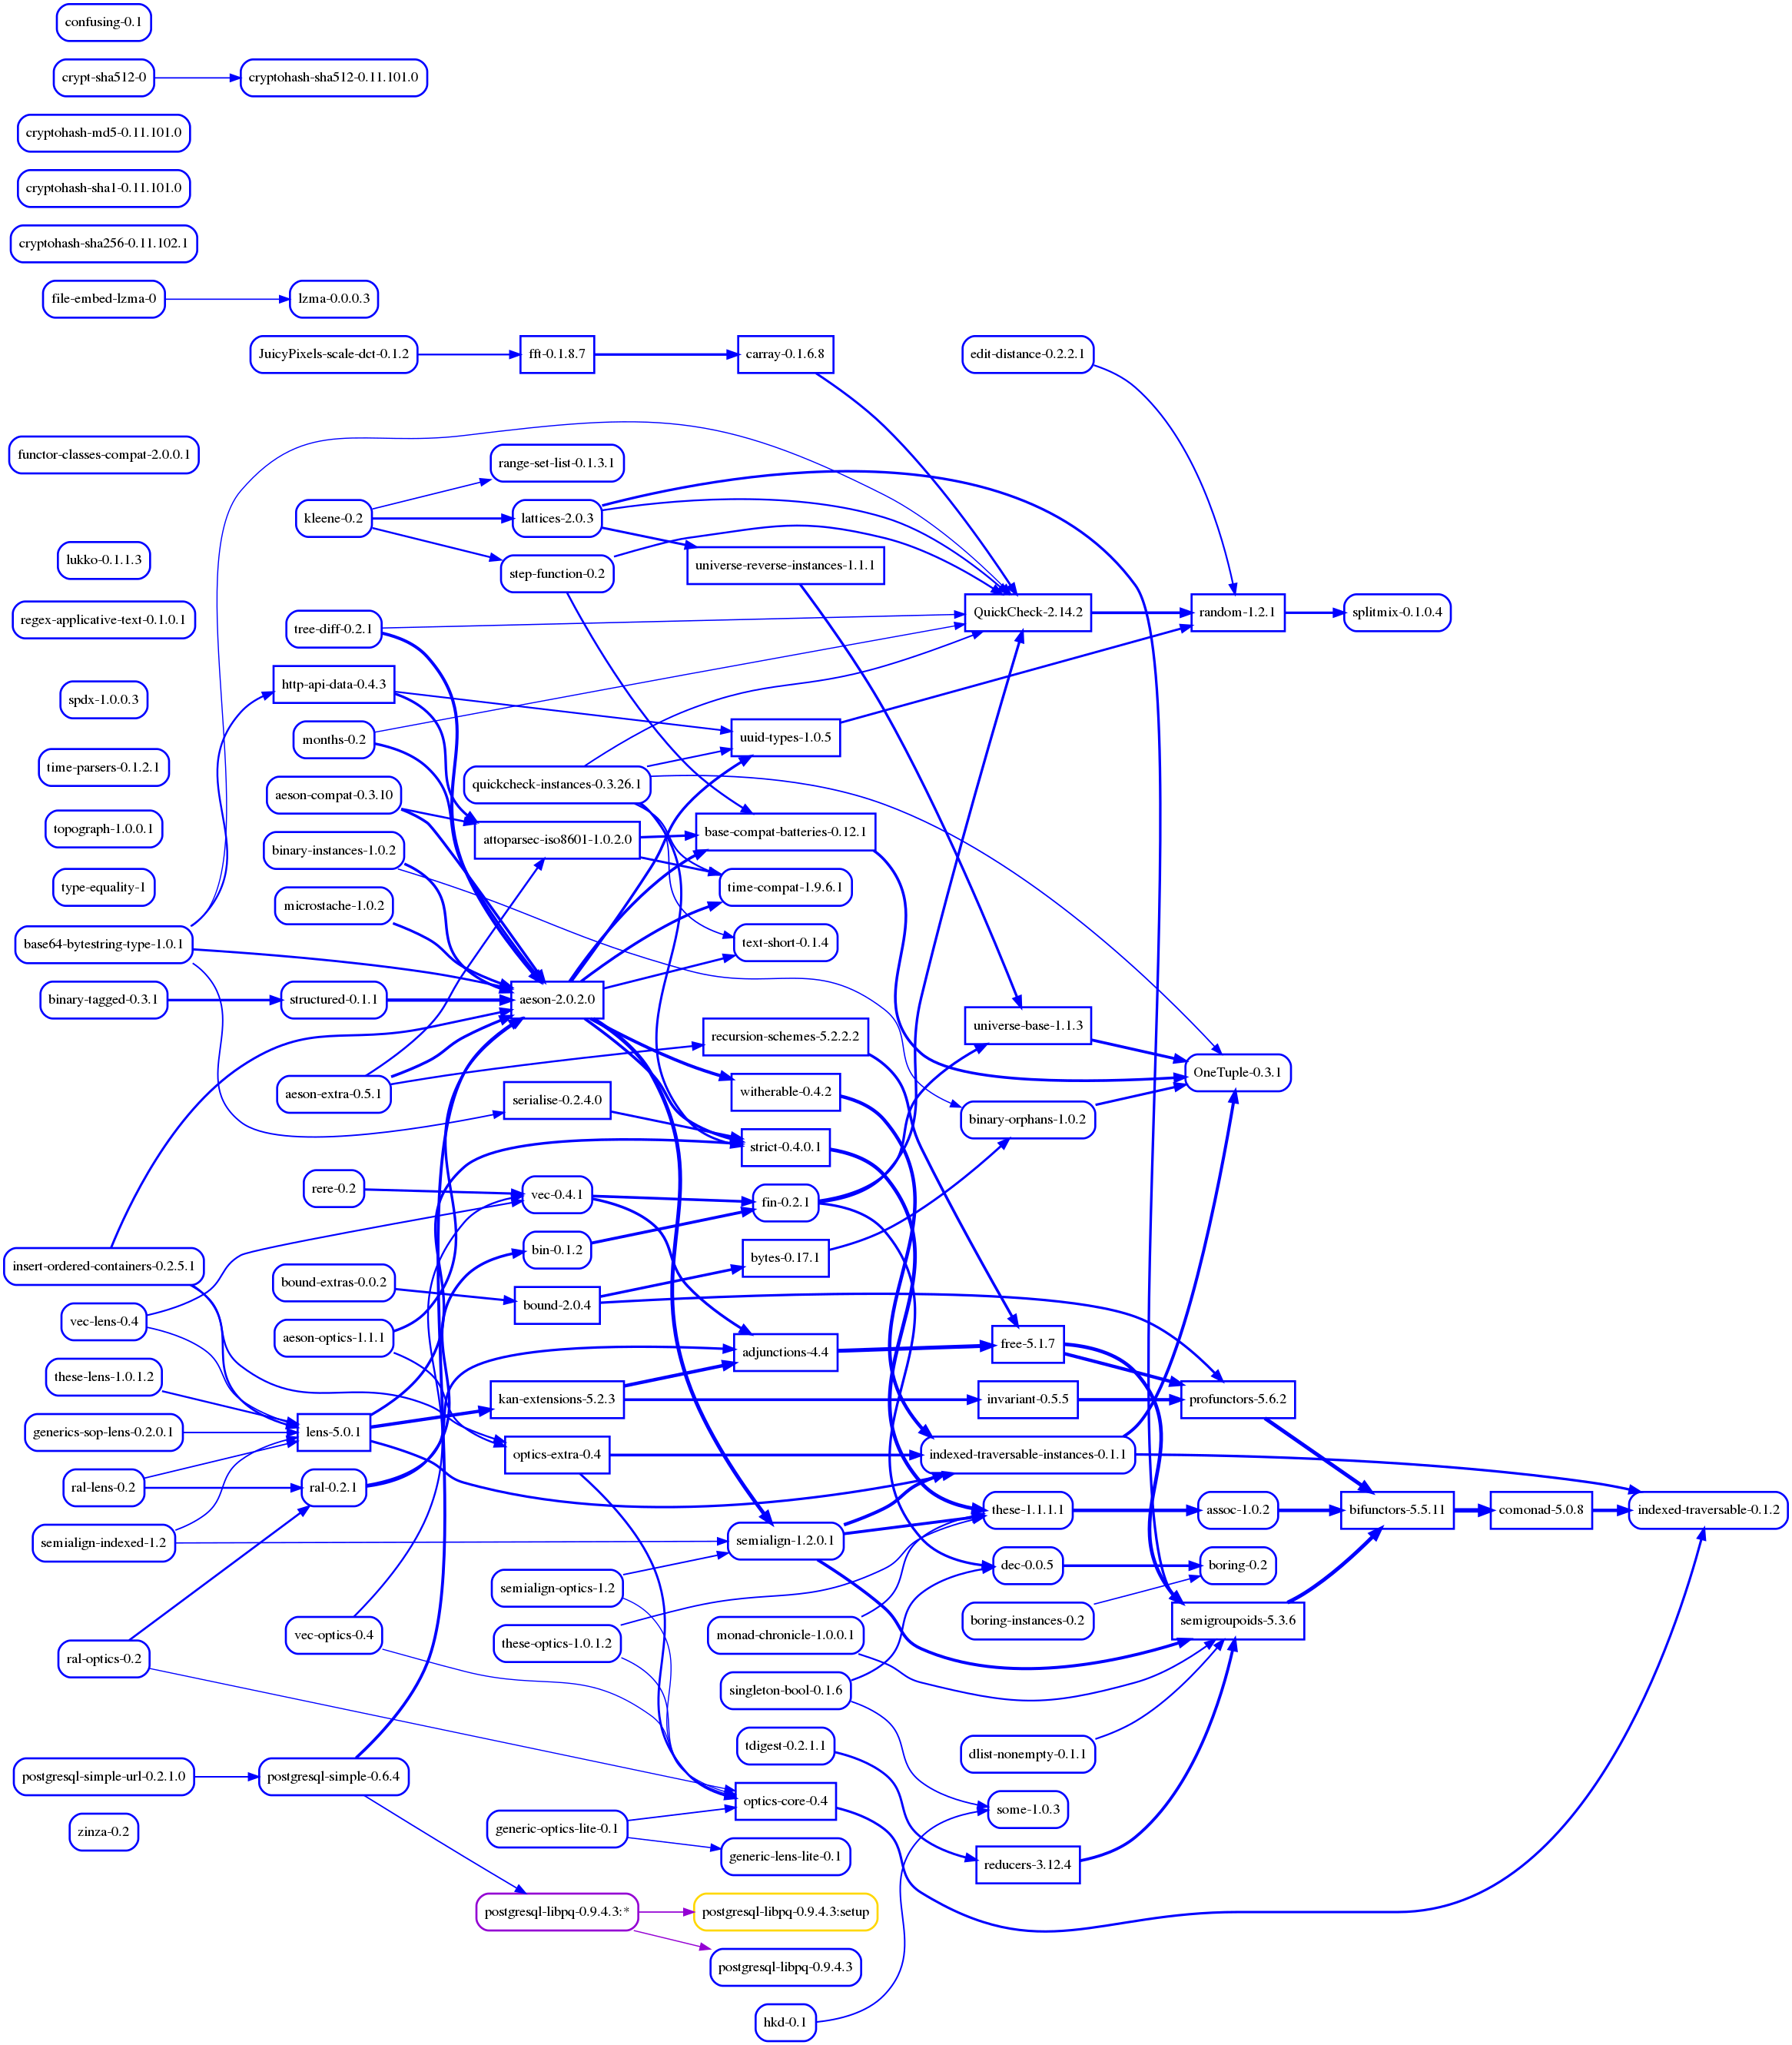 confusing-0.1
crypt-sha512-0
cryptohash-sha512-0.11.101.0
cryptohash-md5-0.11.101.0
cryptohash-sha1-0.11.101.0
cryptohash-sha256-0.11.102.1
file-embed-lzma-0
lzma-0.0.0.3
JuicyPixels-scale-dct-0.1.2
fft-0.1.8.7
carray-0.1.6.8
edit-distance-0.2.2.1
functor-classes-compat-2.0.0.1
range-set-list-0.1.3.1
kleene-0.2
lattices-2.0.3
lukko-0.1.1.3
step-function-0.2
universe-reverse-instances-1.1.1
regex-applicative-text-0.1.0.1
tree-diff-0.2.1
QuickCheck-2.14.2
random-1.2.1
splitmix-0.1.0.4
spdx-1.0.0.3
http-api-data-0.4.3
months-0.2
uuid-types-1.0.5
time-parsers-0.1.2.1
aeson-compat-0.3.10
quickcheck-instances-0.3.26.1
topograph-1.0.0.1
binary-instances-1.0.2
attoparsec-iso8601-1.0.2.0
base-compat-batteries-0.12.1
type-equality-1
microstache-1.0.2
time-compat-1.9.6.1
base64-bytestring-type-1.0.1
text-short-0.1.4
binary-tagged-0.3.1
structured-0.1.1
aeson-2.0.2.0
recursion-schemes-5.2.2.2
universe-base-1.1.3
OneTuple-0.3.1
aeson-extra-0.5.1
serialise-0.2.4.0
witherable-0.4.2
binary-orphans-1.0.2
strict-0.4.0.1
rere-0.2
vec-0.4.1
fin-0.2.1
insert-ordered-containers-0.2.5.1
bin-0.1.2
bytes-0.17.1
bound-extras-0.0.2
bound-2.0.4
vec-lens-0.4
aeson-optics-1.1.1
adjunctions-4.4
free-5.1.7
these-lens-1.0.1.2
kan-extensions-5.2.3
invariant-0.5.5
profunctors-5.6.2
generics-sop-lens-0.2.0.1
lens-5.0.1
optics-extra-0.4
indexed-traversable-instances-0.1.1
ral-lens-0.2
ral-0.2.1
these-1.1.1.1
assoc-1.0.2
bifunctors-5.5.11
comonad-5.0.8
indexed-traversable-0.1.2
semialign-indexed-1.2
semialign-1.2.0.1
dec-0.0.5
boring-0.2
semialign-optics-1.2
boring-instances-0.2
semigroupoids-5.3.6
vec-optics-0.4
these-optics-1.0.1.2
monad-chronicle-1.0.0.1
ral-optics-0.2
singleton-bool-0.1.6
tdigest-0.2.1.1
dlist-nonempty-0.1.1
postgresql-simple-url-0.2.1.0
postgresql-simple-0.6.4
optics-core-0.4
some-1.0.3
zinza-0.2
generic-optics-lite-0.1
generic-lens-lite-0.1
reducers-3.12.4
postgresql-libpq-0.9.4.3:*
postgresql-libpq-0.9.4.3:setup
postgresql-libpq-0.9.4.3
hkd-0.1